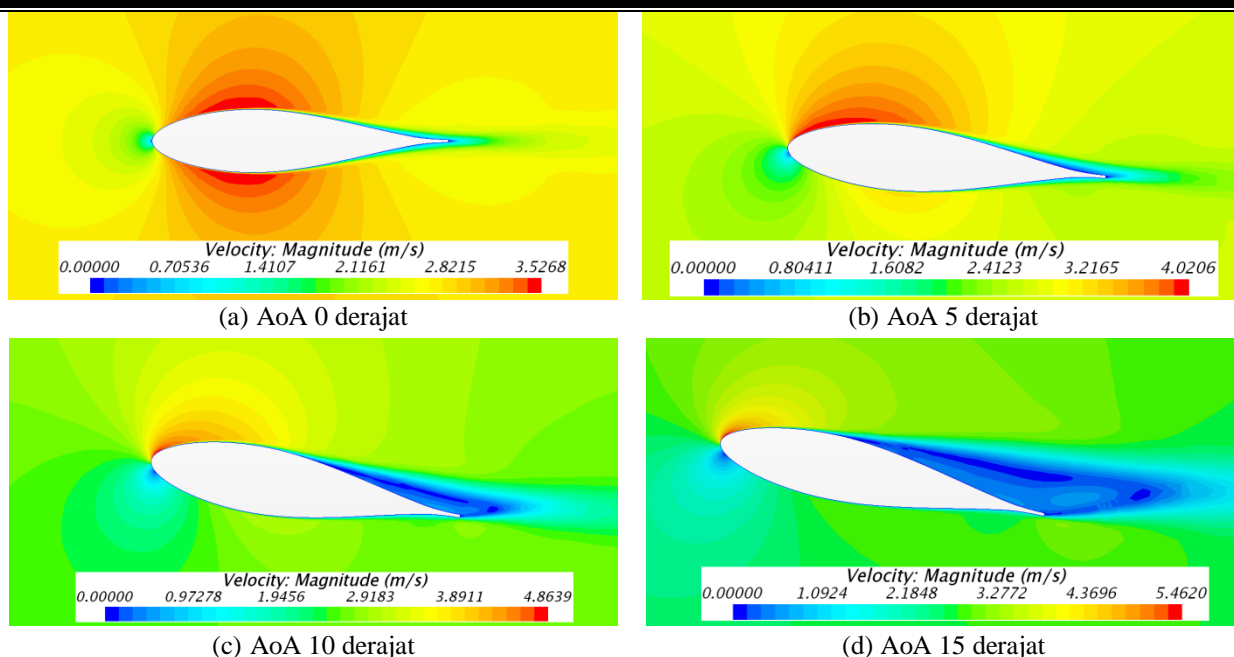 Velocity: Magnitude (m/s)
0.00000 0.70536 1.4107 2.1161 2.8215 3.5268
(a) AoA 0 derajat
Velocity: Magnitude (m/s)
0.00000 0.80411 1.6082 2.4123 3.2165 4.0206
(b) AoA 5 derajat
Velocity: Magnitude (m/s)
0.00000 0.97278 1.9456 2.9183 3.8911 4.8639
(c) AoA 10 derajat
Velocity: Magnitude (m/s)
0.00000 1.0924 2.1848 3.2772 4.3696 5.4620
(d) AoA 15 derajat